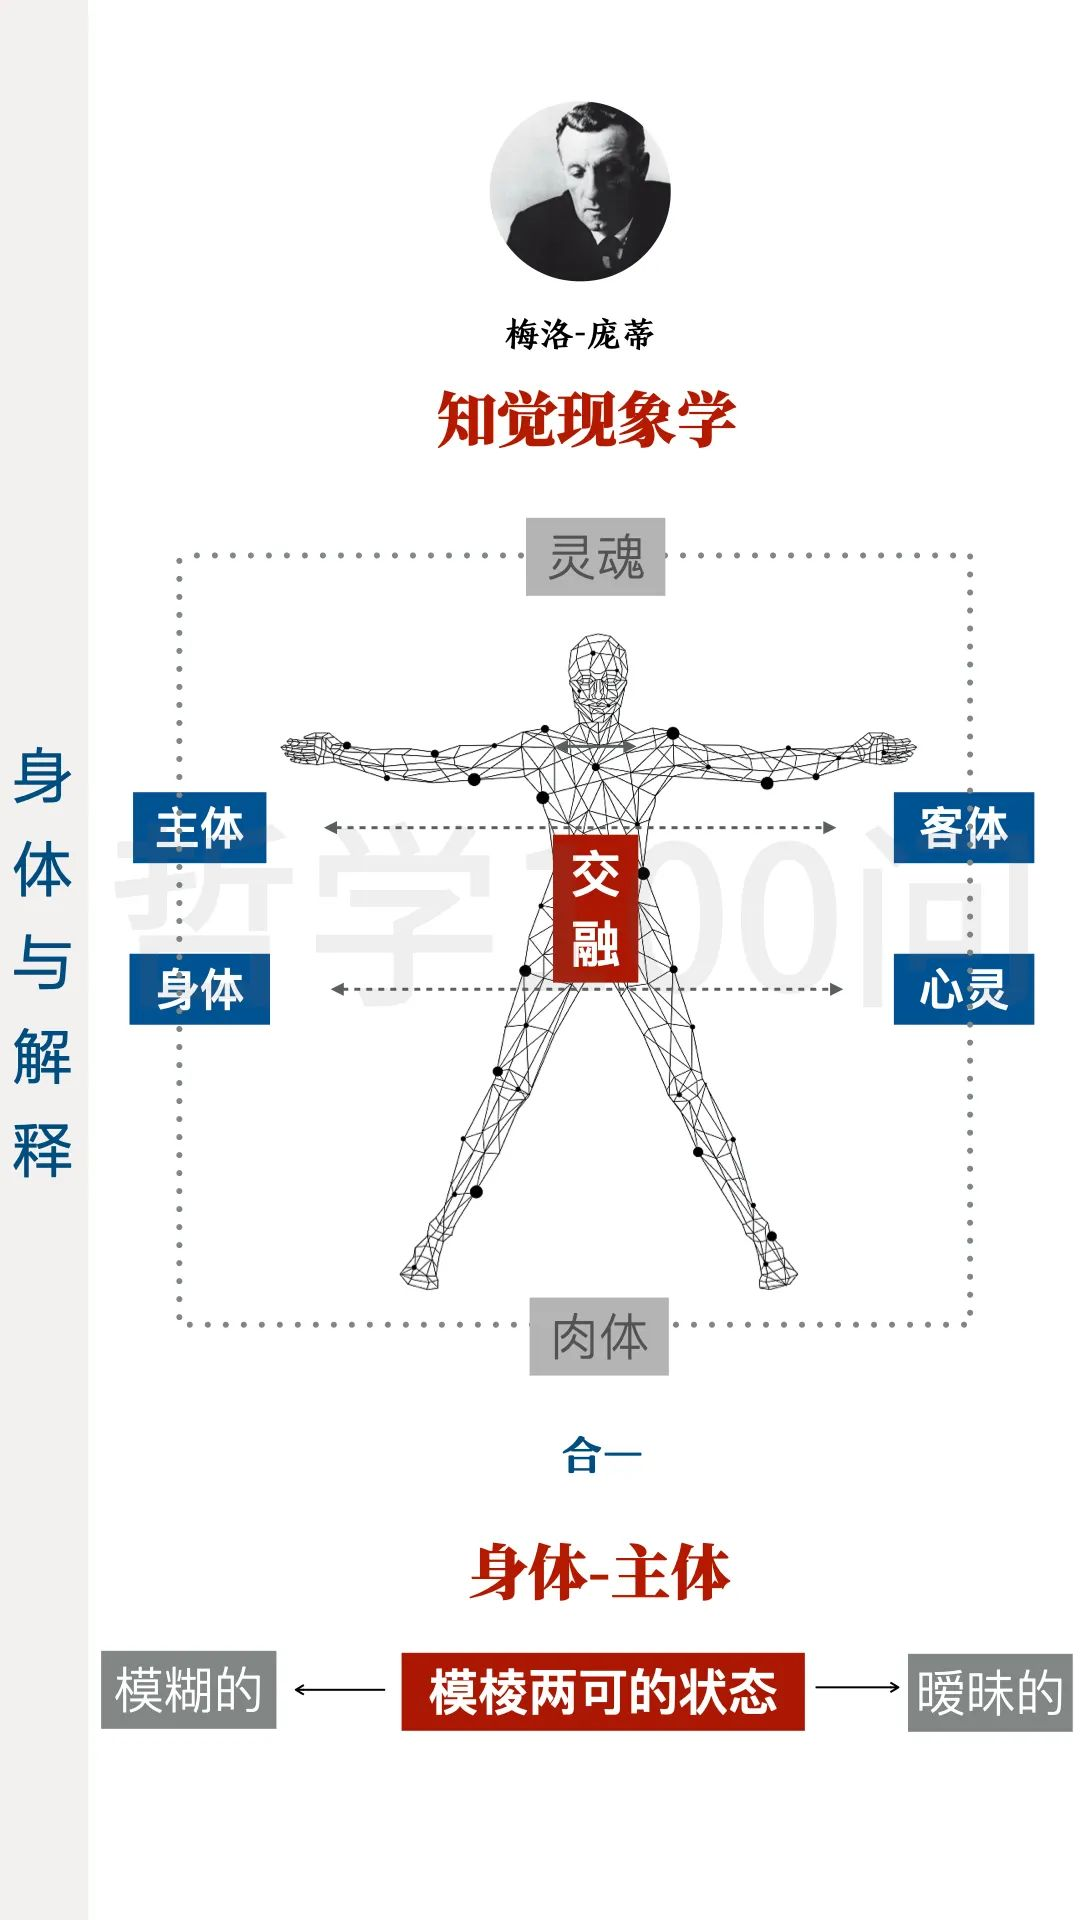 梅洛-庞蒂
知觉现象学
灵魂
主体
客体
交融
身体
心灵
肉体
合一
身体-主体
模糊的
模棱两可的状态
暧昧的
身体与解释
哲学100问